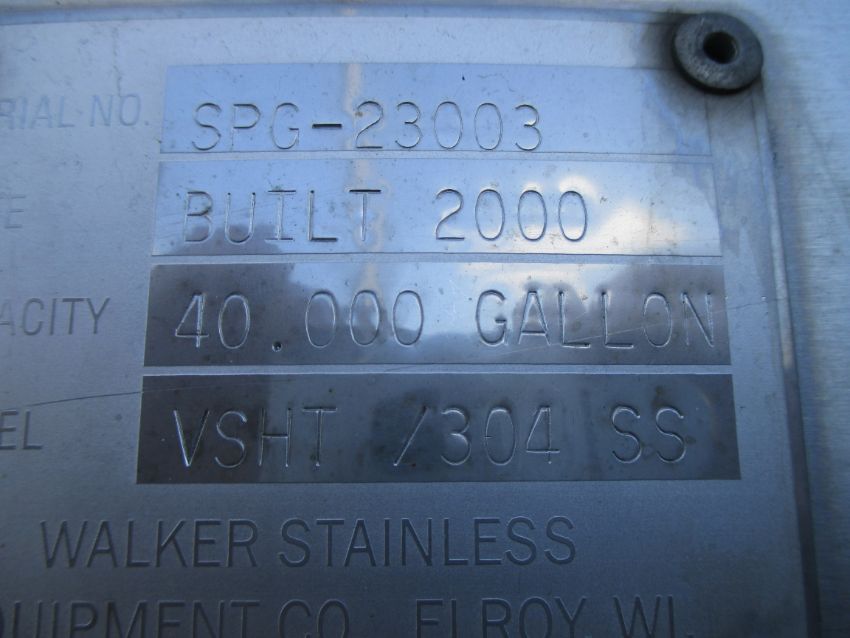 RIAL NO. SPG-23003
E BUILT 2000
ACITY 40.000 GALLON
EL VSHT /304 SS
WALKER STAINLESS
QUIPMENT CO. ELROY, WI.